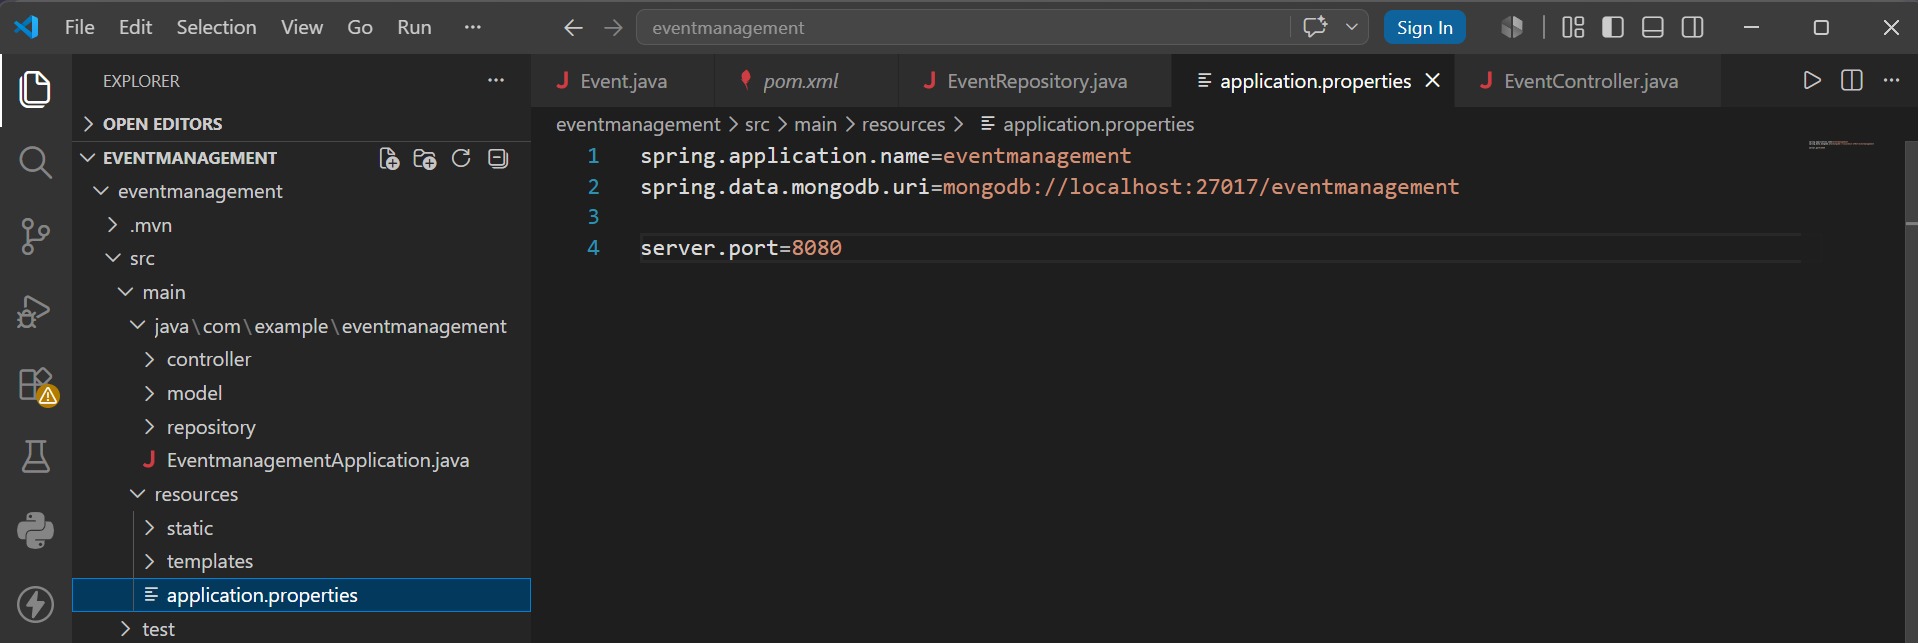 File Edit Selection View Go Run ···
eventmanagement
Sign In
EXPLORER ···
OPEN EDITORS
EVENTMANAGEMENT
eventmanagement
.mvn
src
main
java\com\example\eventmanagement
controller
model
repository
J EventmanagementApplication.java
resources
static
templates
application.properties
test
J Event.java
pom.xml
J EventRepository.java
application.properties
J EventController.java
···
eventmanagement > src > main > resources > application.properties
1 spring.application.name=eventmanagement
2 spring.data.mongodb.uri=mongodb://localhost:27017/eventmanagement
3
4 server.port=8080